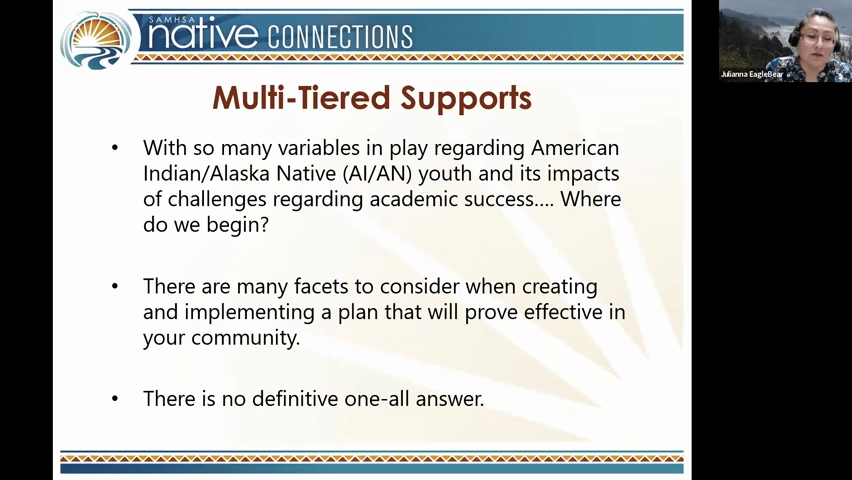 SAMHSA
native CONNECTIONS
Julianna EagleBear
Multi-Tiered Supports
• With so many variables in play regarding American
Indian/Alaska Native (AI/AN) youth and its impacts
of challenges regarding academic success.... Where
do we begin?
• There are many facets to consider when creating
and implementing a plan that will prove effective in
your community.
• There is no definitive one-all answer.